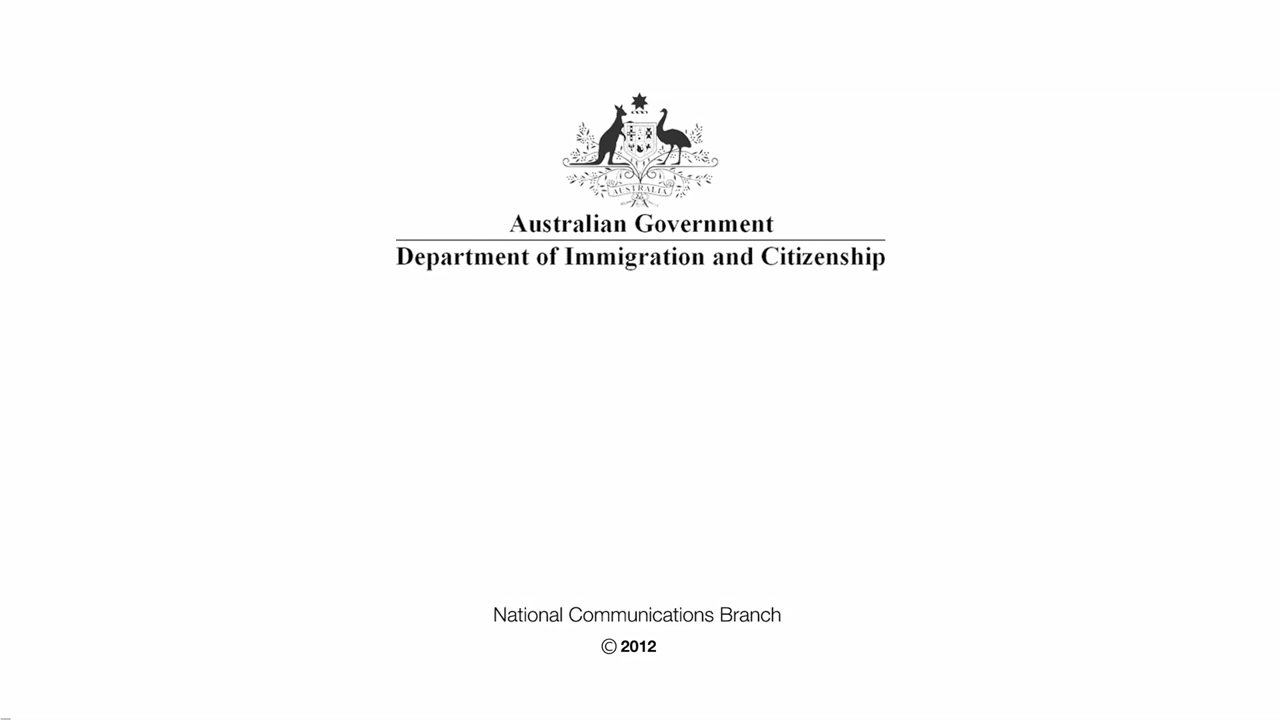 AUSTRALIA
Australian Government
Department of Immigration and Citizenship
National Communications Branch
© 2012